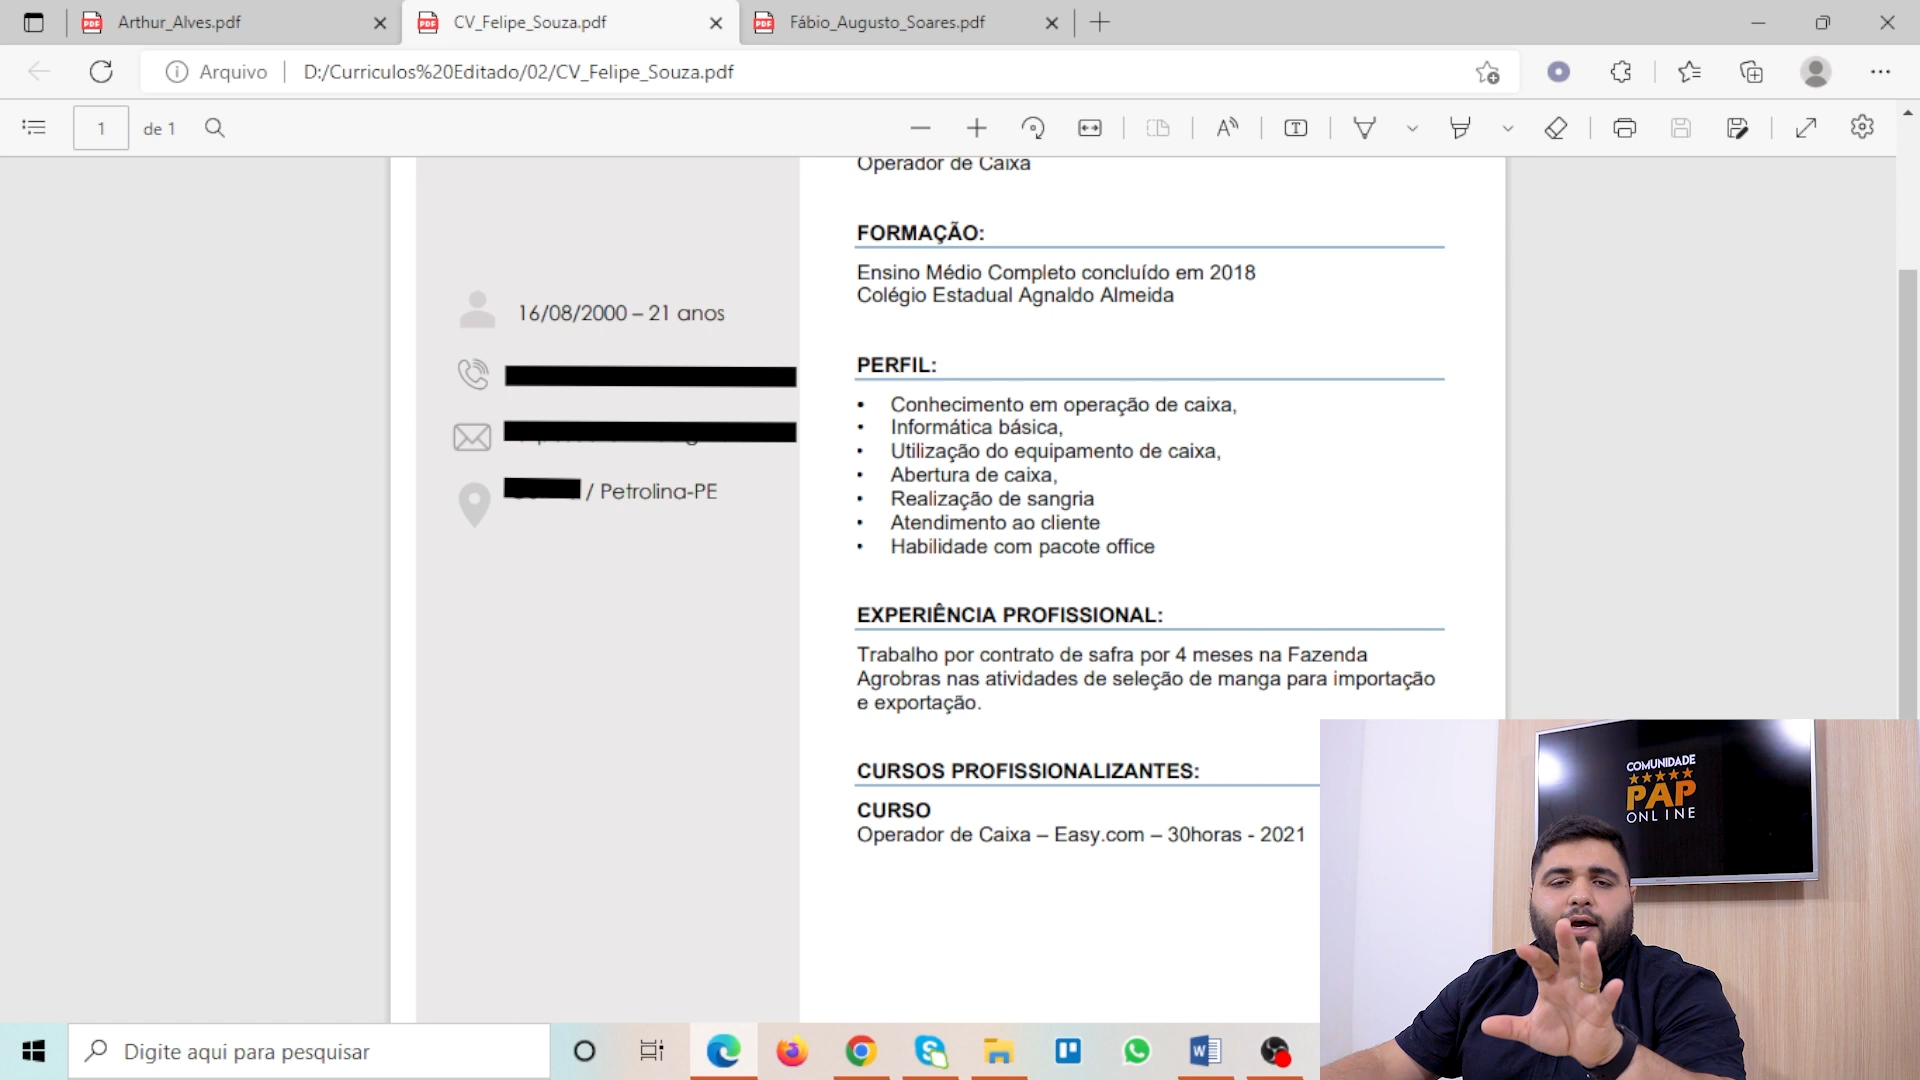 Arthur_Alves.pdf
CV_Felipe_Souza.pdf
Fábio_Augusto_Soares.pdf
Arquivo
D:/Curriculos%20Editado/02/CV_Felipe_Souza.pdf
1
de 1
Operador de Caixa
FORMAÇÃO:
Ensino Médio Completo concluído em 2018
Colégio Estadual Agnaldo Almeida
16/08/2000 – 21 anos
/ Petrolina-PE
PERFIL:
• Conhecimento em operação de caixa,
• Informática básica,
• Utilização do equipamento de caixa,
• Abertura de caixa,
• Realização de sangria
• Atendimento ao cliente
• Habilidade com pacote office
EXPERIÊNCIA PROFISSIONAL:
Trabalho por contrato de safra por 4 meses na Fazenda
Agrobras nas atividades de seleção de manga para importação
e exportação.
CURSOS PROFISSIONALIZANTES:
CURSO
Operador de Caixa – Easy.com – 30horas - 2021
COMUNIDADE
PAP
ONLINE
Digite aqui para pesquisar